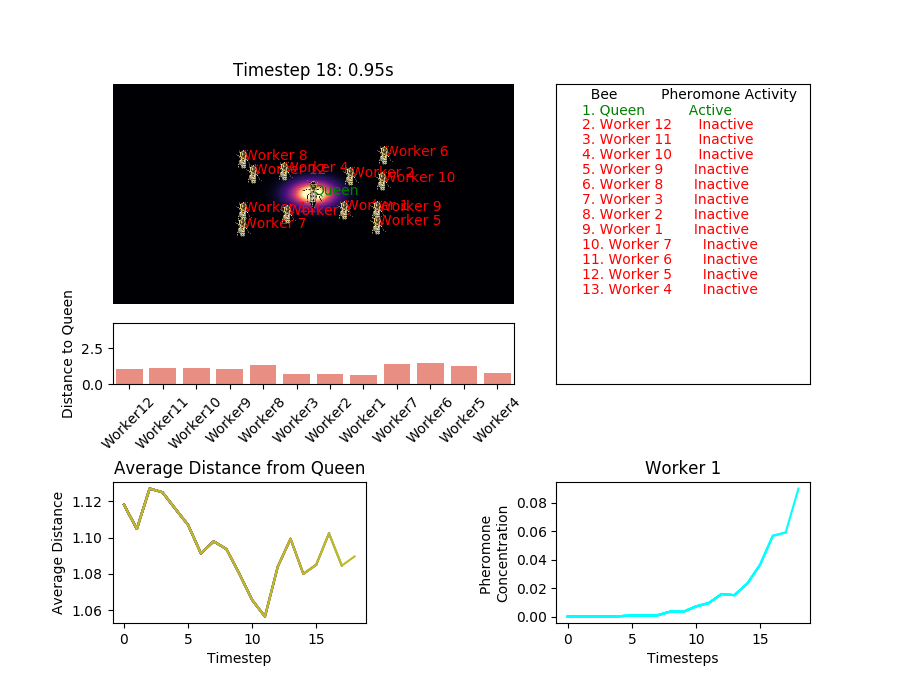 Timestep 18: 0.95s
Worker 8
Worker 4
Worker 6
Worker 12
Worker 2
Worker 10
Queen
Worker 1
Worker 9
Worker 7
Worker 5
Bee Pheromone Activity
1. Queen Active
2. Worker 12 Inactive
3. Worker 11 Inactive
4. Worker 10 Inactive
5. Worker 9 Inactive
6. Worker 8 Inactive
7. Worker 3 Inactive
8. Worker 2 Inactive
9. Worker 1 Inactive
10. Worker 7 Inactive
11. Worker 6 Inactive
12. Worker 5 Inactive
13. Worker 4 Inactive
Distance to Queen
2.5
0.0
Worker12
Worker11
Worker10
Worker9
Worker8
Worker3
Worker2
Worker1
Worker7
Worker6
Worker5
Worker4
Average Distance from Queen
Average Distance
1.12
1.10
1.08
1.06
0 5 10 15
Timestep
Worker 1
Pheromone
Concentration
0.08
0.06
0.04
0.02
0.00
0 5 10 15
Timesteps